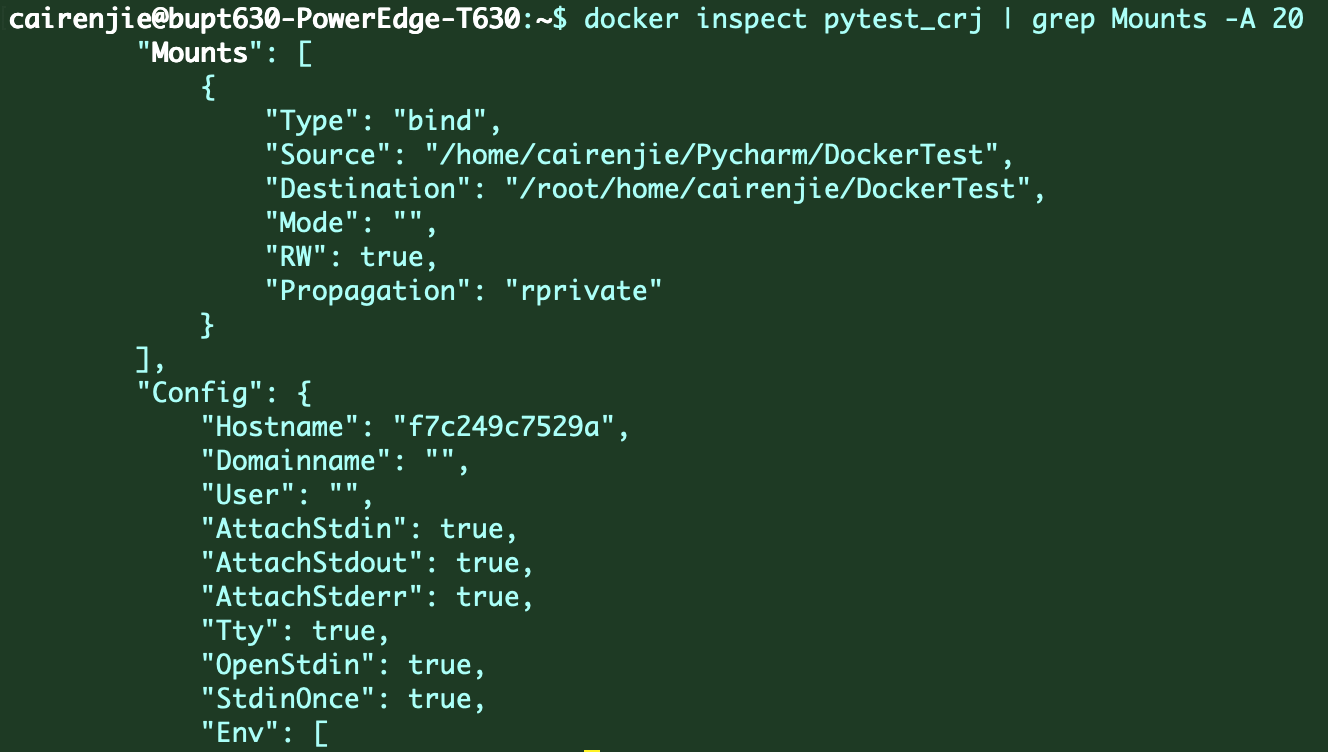 cairenjie@bupt630-PowerEdge-T630:~$ docker inspect pytest_crj | grep Mounts -A 20
"Mounts": [
{
"Type": "bind",
"Source": "/home/cairenjie/Pycharm/DockerTest",
"Destination": "/root/home/cairenjie/DockerTest",
"Mode": "",
"RW": true,
"Propagation": "rprivate"
}
],
"Config": {
"Hostname": "f7c249c7529a",
"Domainname": "",
"User": "",
"AttachStdin": true,
"AttachStdout": true,
"AttachStderr": true,
"Tty": true,
"OpenStdin": true,
"StdinOnce": true,
"Env": [